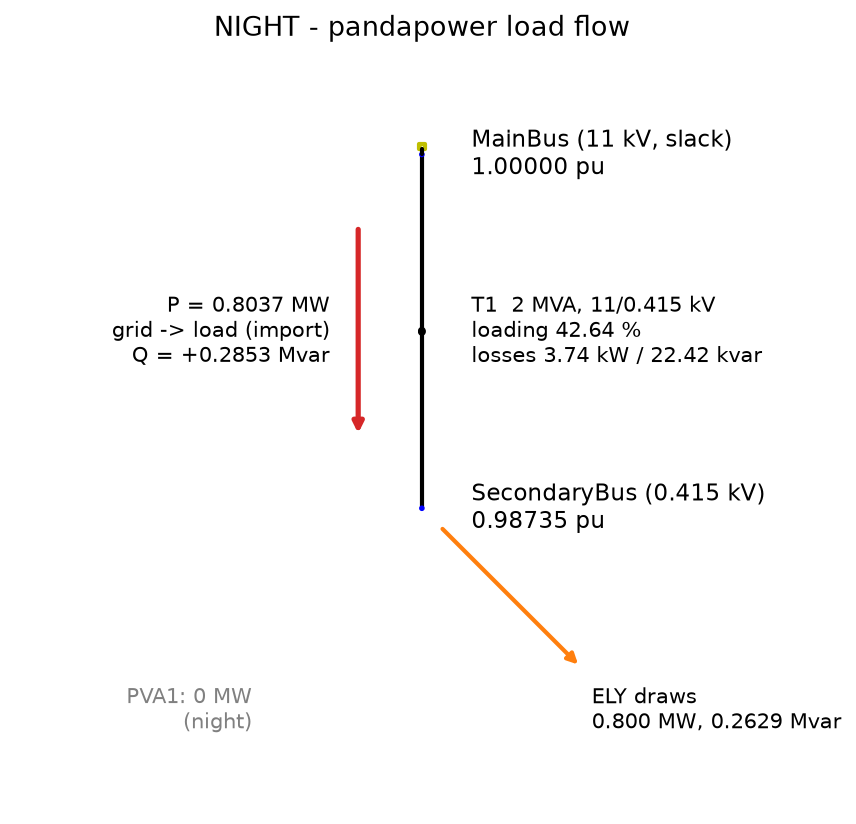 NIGHT - pandapower load flow
MainBus (11 kV, slack)
1.00000 pu
P = 0.8037 MW
grid -> load (import)
Q = +0.2853 Mvar
T1  2 MVA, 11/0.415 kV
loading 42.64 %
losses 3.74 kW / 22.42 kvar
SecondaryBus (0.415 kV)
0.98735 pu
PVA1: 0 MW
(night)
ELY draws
0.800 MW, 0.2629 Mvar